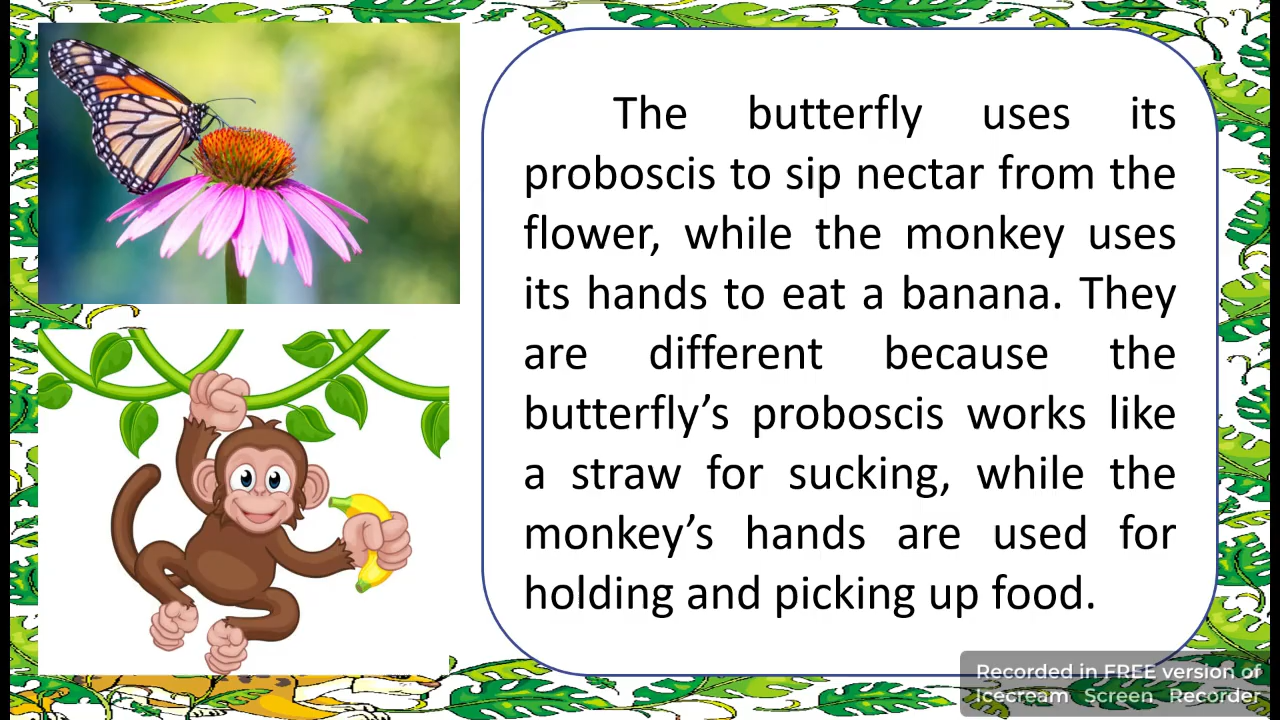 The butterfly uses its
proboscis to sip nectar from the
flower, while the monkey uses
its hands to eat a banana. They
are different because the
butterfly’s proboscis works like
a straw for sucking, while the
monkey’s hands are used for
holding and picking up food.
Recorded in FREE version of
Icecream Screen Recorder